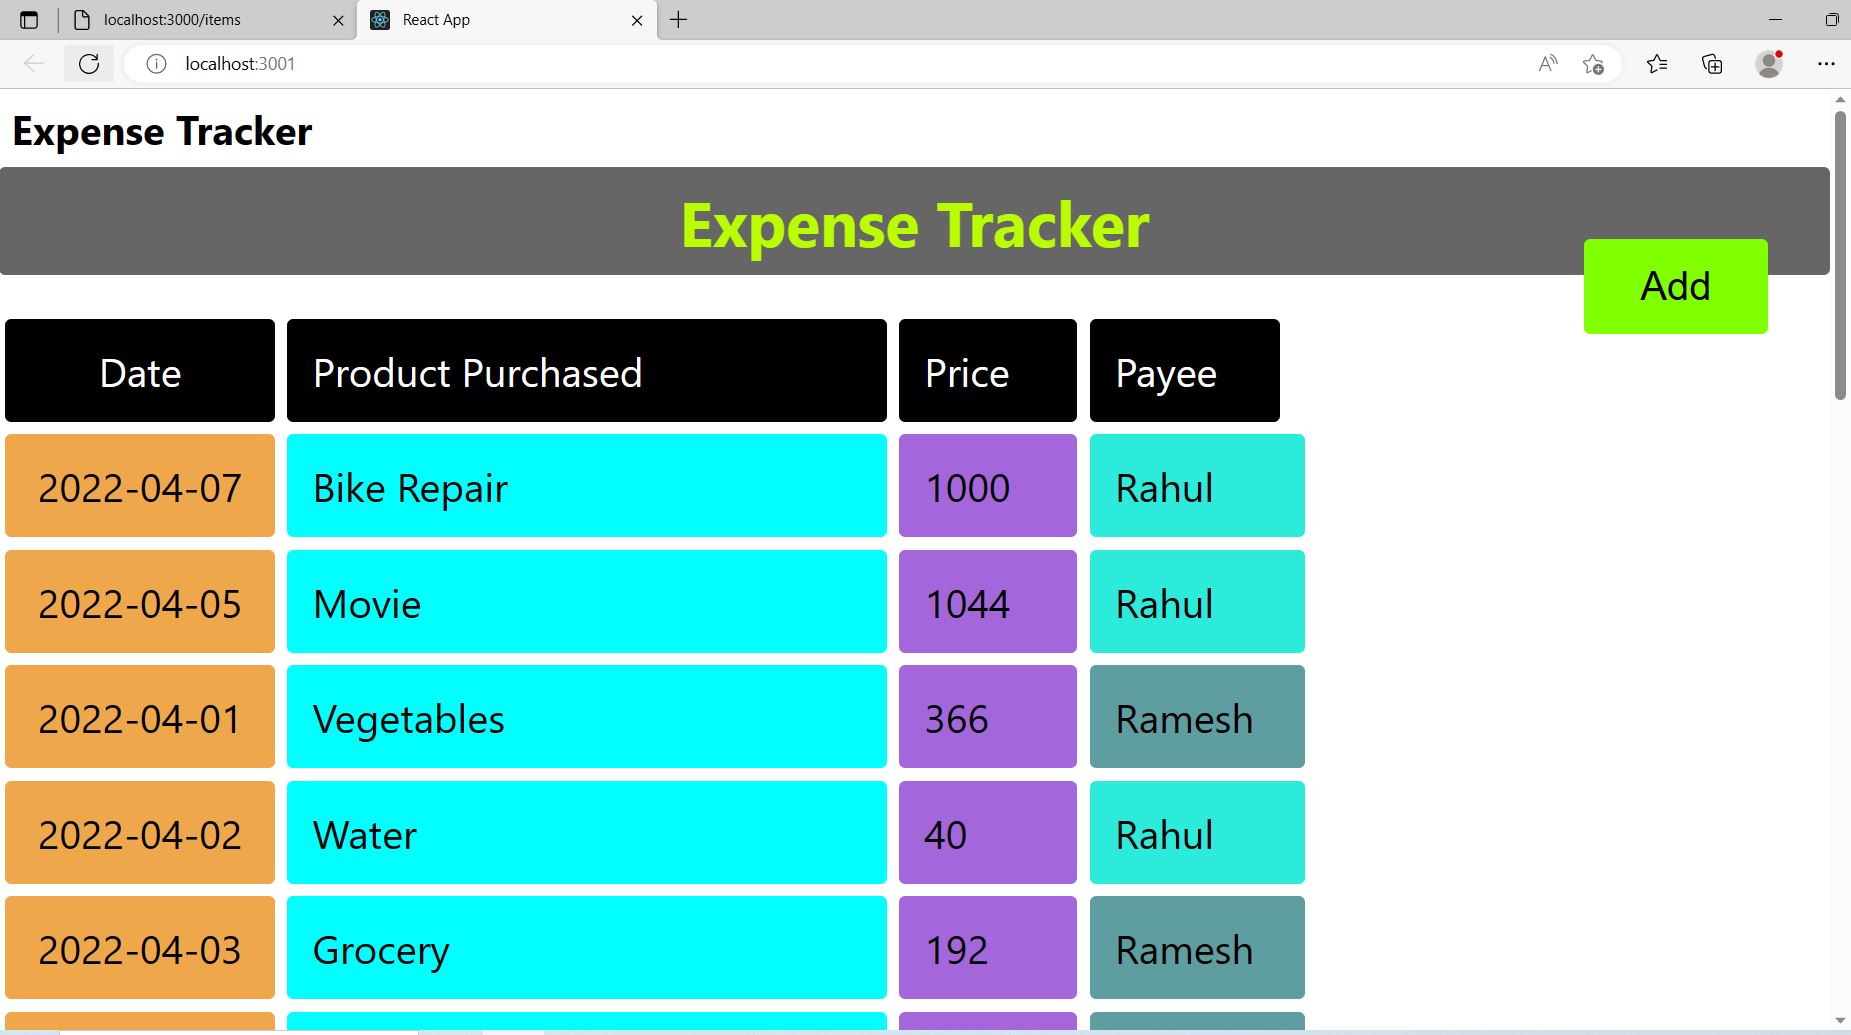 localhost:3000/items
React App
localhost:3001
Expense Tracker
Expense Tracker
Add
Date Product Purchased Price Payee
2022-04-07 Bike Repair 1000 Rahul
2022-04-05 Movie 1044 Rahul
2022-04-01 Vegetables 366 Ramesh
2022-04-02 Water 40 Rahul
2022-04-03 Grocery 192 Ramesh